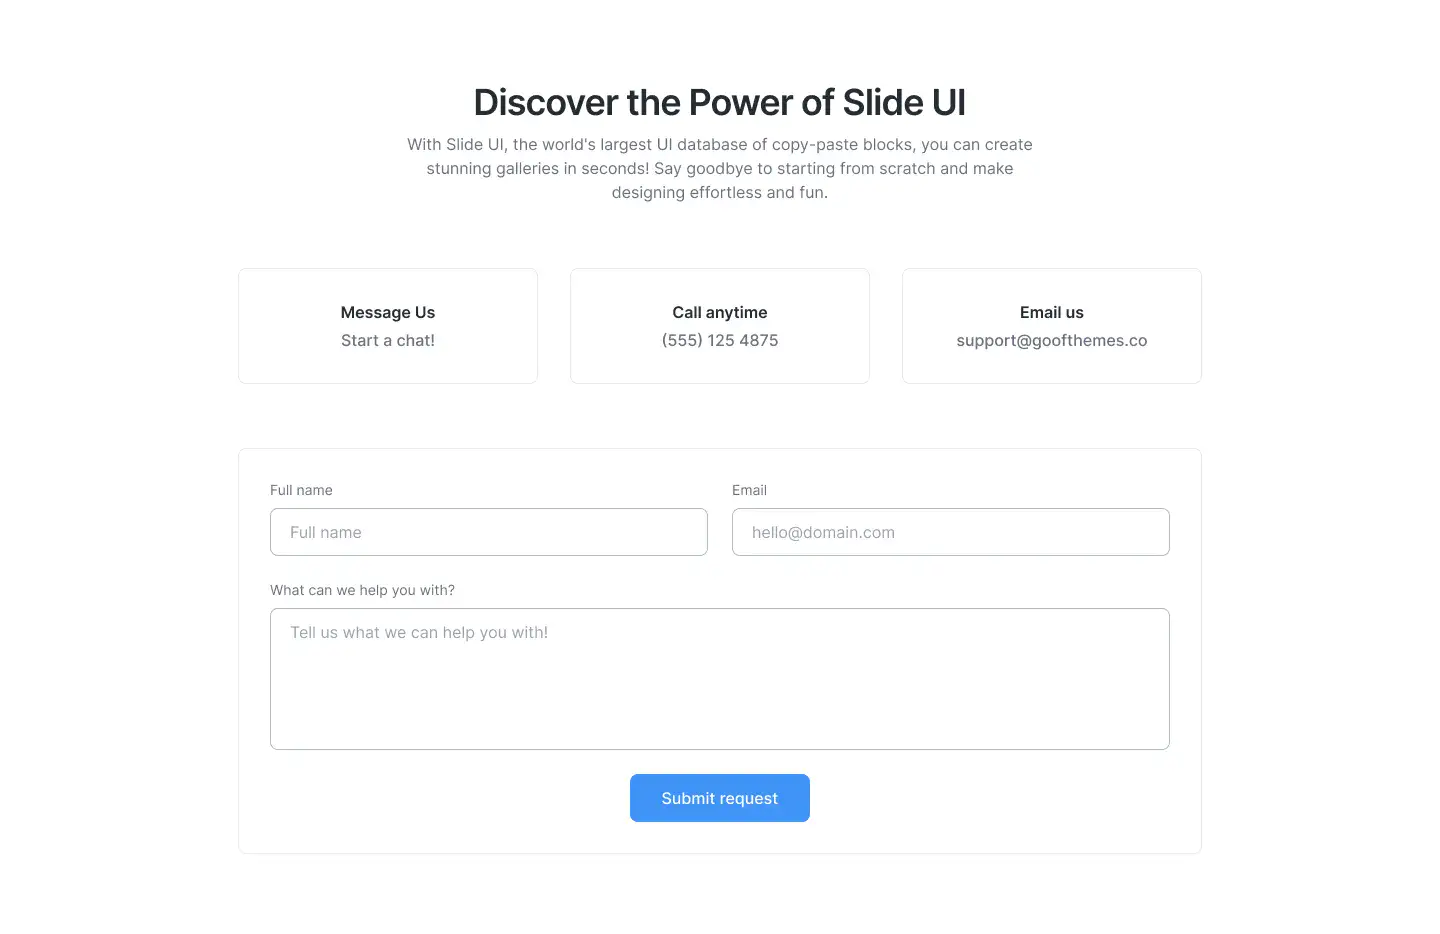 Discover the Power of Slide UI
With Slide UI, the world's largest UI database of copy-paste blocks, you can create
stunning galleries in seconds! Say goodbye to starting from scratch and make
designing effortless and fun.
Message Us
Start a chat!
Call anytime
(555) 125 4875
Email us
support@goofthemes.co
Full name
Full name
Email
hello@domain.com
What can we help you with?
Tell us what we can help you with!
Submit request